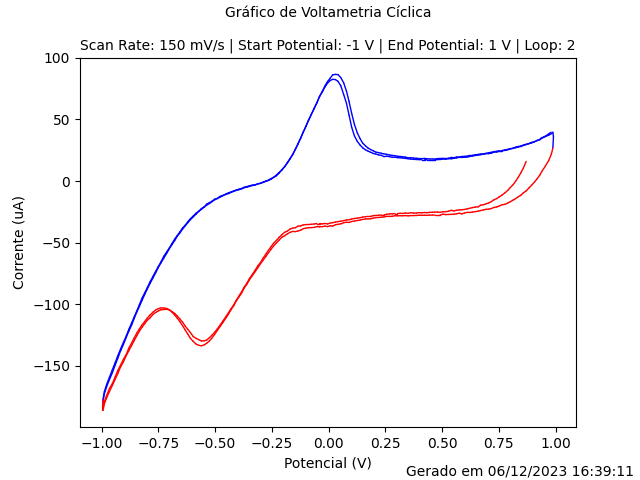 Gráfico de Voltametria Cíclica
Scan Rate: 150 mV/s | Start Potential: -1 V | End Potential: 1 V | Loop: 2
100
50
0
−50
−100
−150
Corrente (uA)
−1.00 −0.75 −0.50 −0.25 0.00 0.25 0.50 0.75 1.00
Potencial (V)
Gerado em 06/12/2023 16:39:11